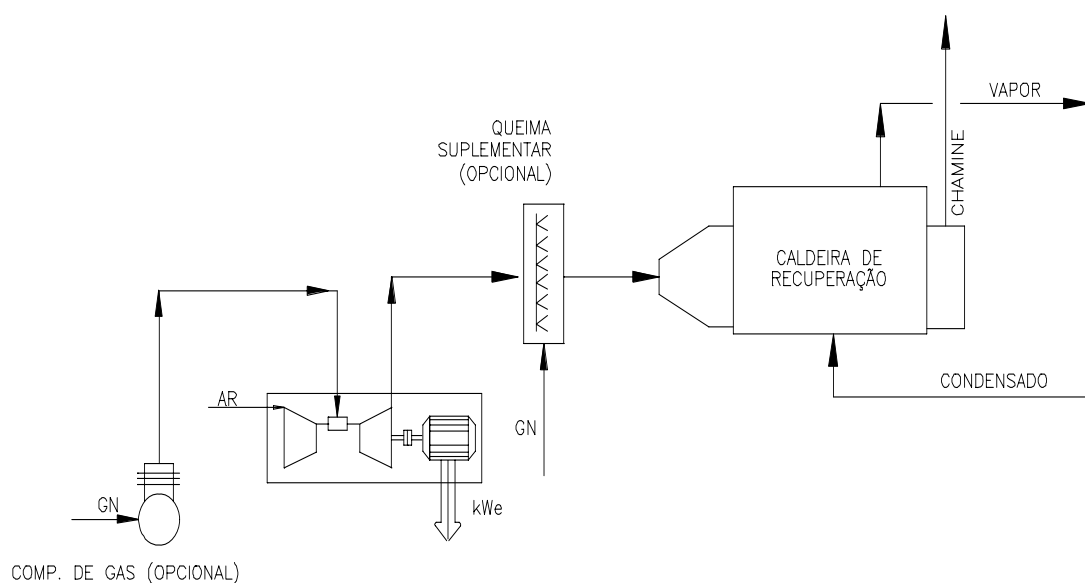 VAPOR
QUEIMA
SUPLEMENTAR
(OPCIONAL)
CHAMINE
CALDEIRA DE
RECUPERAÇÃO
CONDENSADO
AR
GN
kWe
GN
COMP. DE GAS (OPCIONAL)